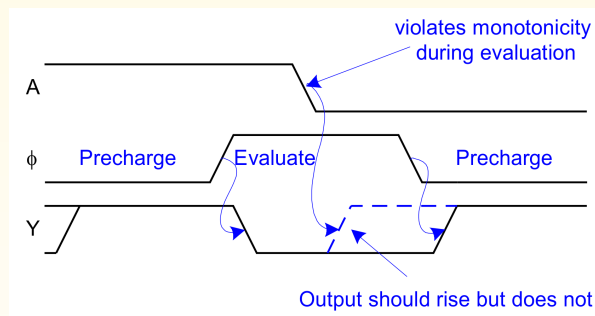 violates monotonicity
during evaluation
A
ϕ Precharge Evaluate Precharge
Y
Output should rise but does not